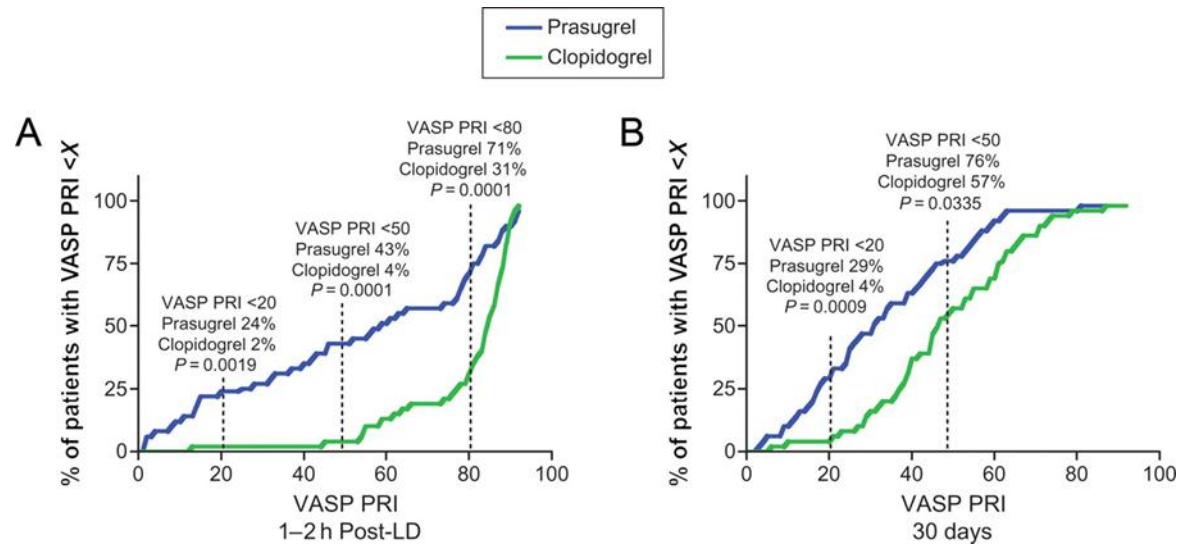 Prasugrel
Clopidogrel
A
% of patients with VASP PRI <X
100
75
50
25
0
0
20
40
60
80
100
VASP PRI <20
Prasugrel 24%
Clopidogrel 2%
P = 0.0019
VASP PRI <50
Prasugrel 43%
Clopidogrel 4%
P = 0.0001
VASP PRI <80
Prasugrel 71%
Clopidogrel 31%
P = 0.0001
VASP PRI
1–2 h Post-LD
B
% of patients with VASP PRI <X
100
75
50
25
0
0
20
40
60
80
100
VASP PRI <20
Prasugrel 29%
Clopidogrel 4%
P = 0.0009
VASP PRI <50
Prasugrel 76%
Clopidogrel 57%
P = 0.0335
VASP PRI
30 days